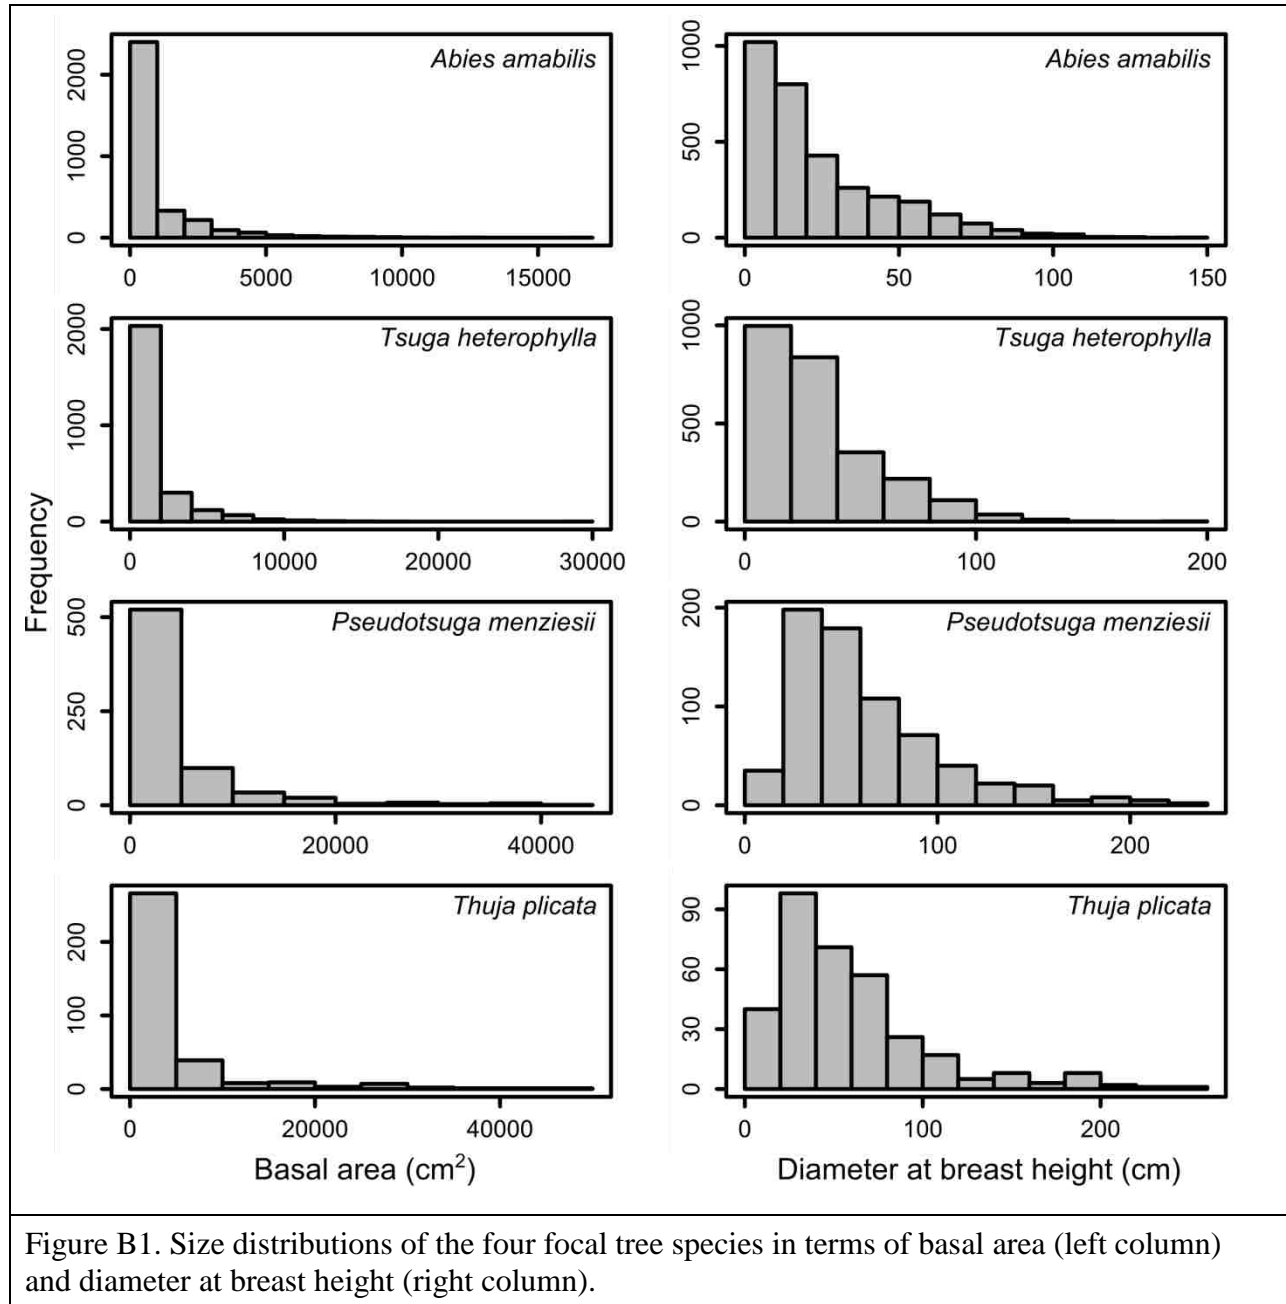 Frequency
Abies amabilis
0 1000 2000
0 5000 10000 15000
Abies amabilis
0 500 1000
0 50 100 150
Tsuga heterophylla
0 1000 2000
0 10000 20000 30000
Tsuga heterophylla
0 500 1000
0 100 200
Pseudotsuga menziesii
0 250 500
0 20000 40000
Pseudotsuga menziesii
0 100 200
0 100 200
Thuja plicata
0 100 200
0 20000 40000
Thuja plicata
0 30 60 90
0 100 200
Basal area (cm²)
Diameter at breast height (cm)
Figure B1. Size distributions of the four focal tree species in terms of basal area (left column)
and diameter at breast height (right column).